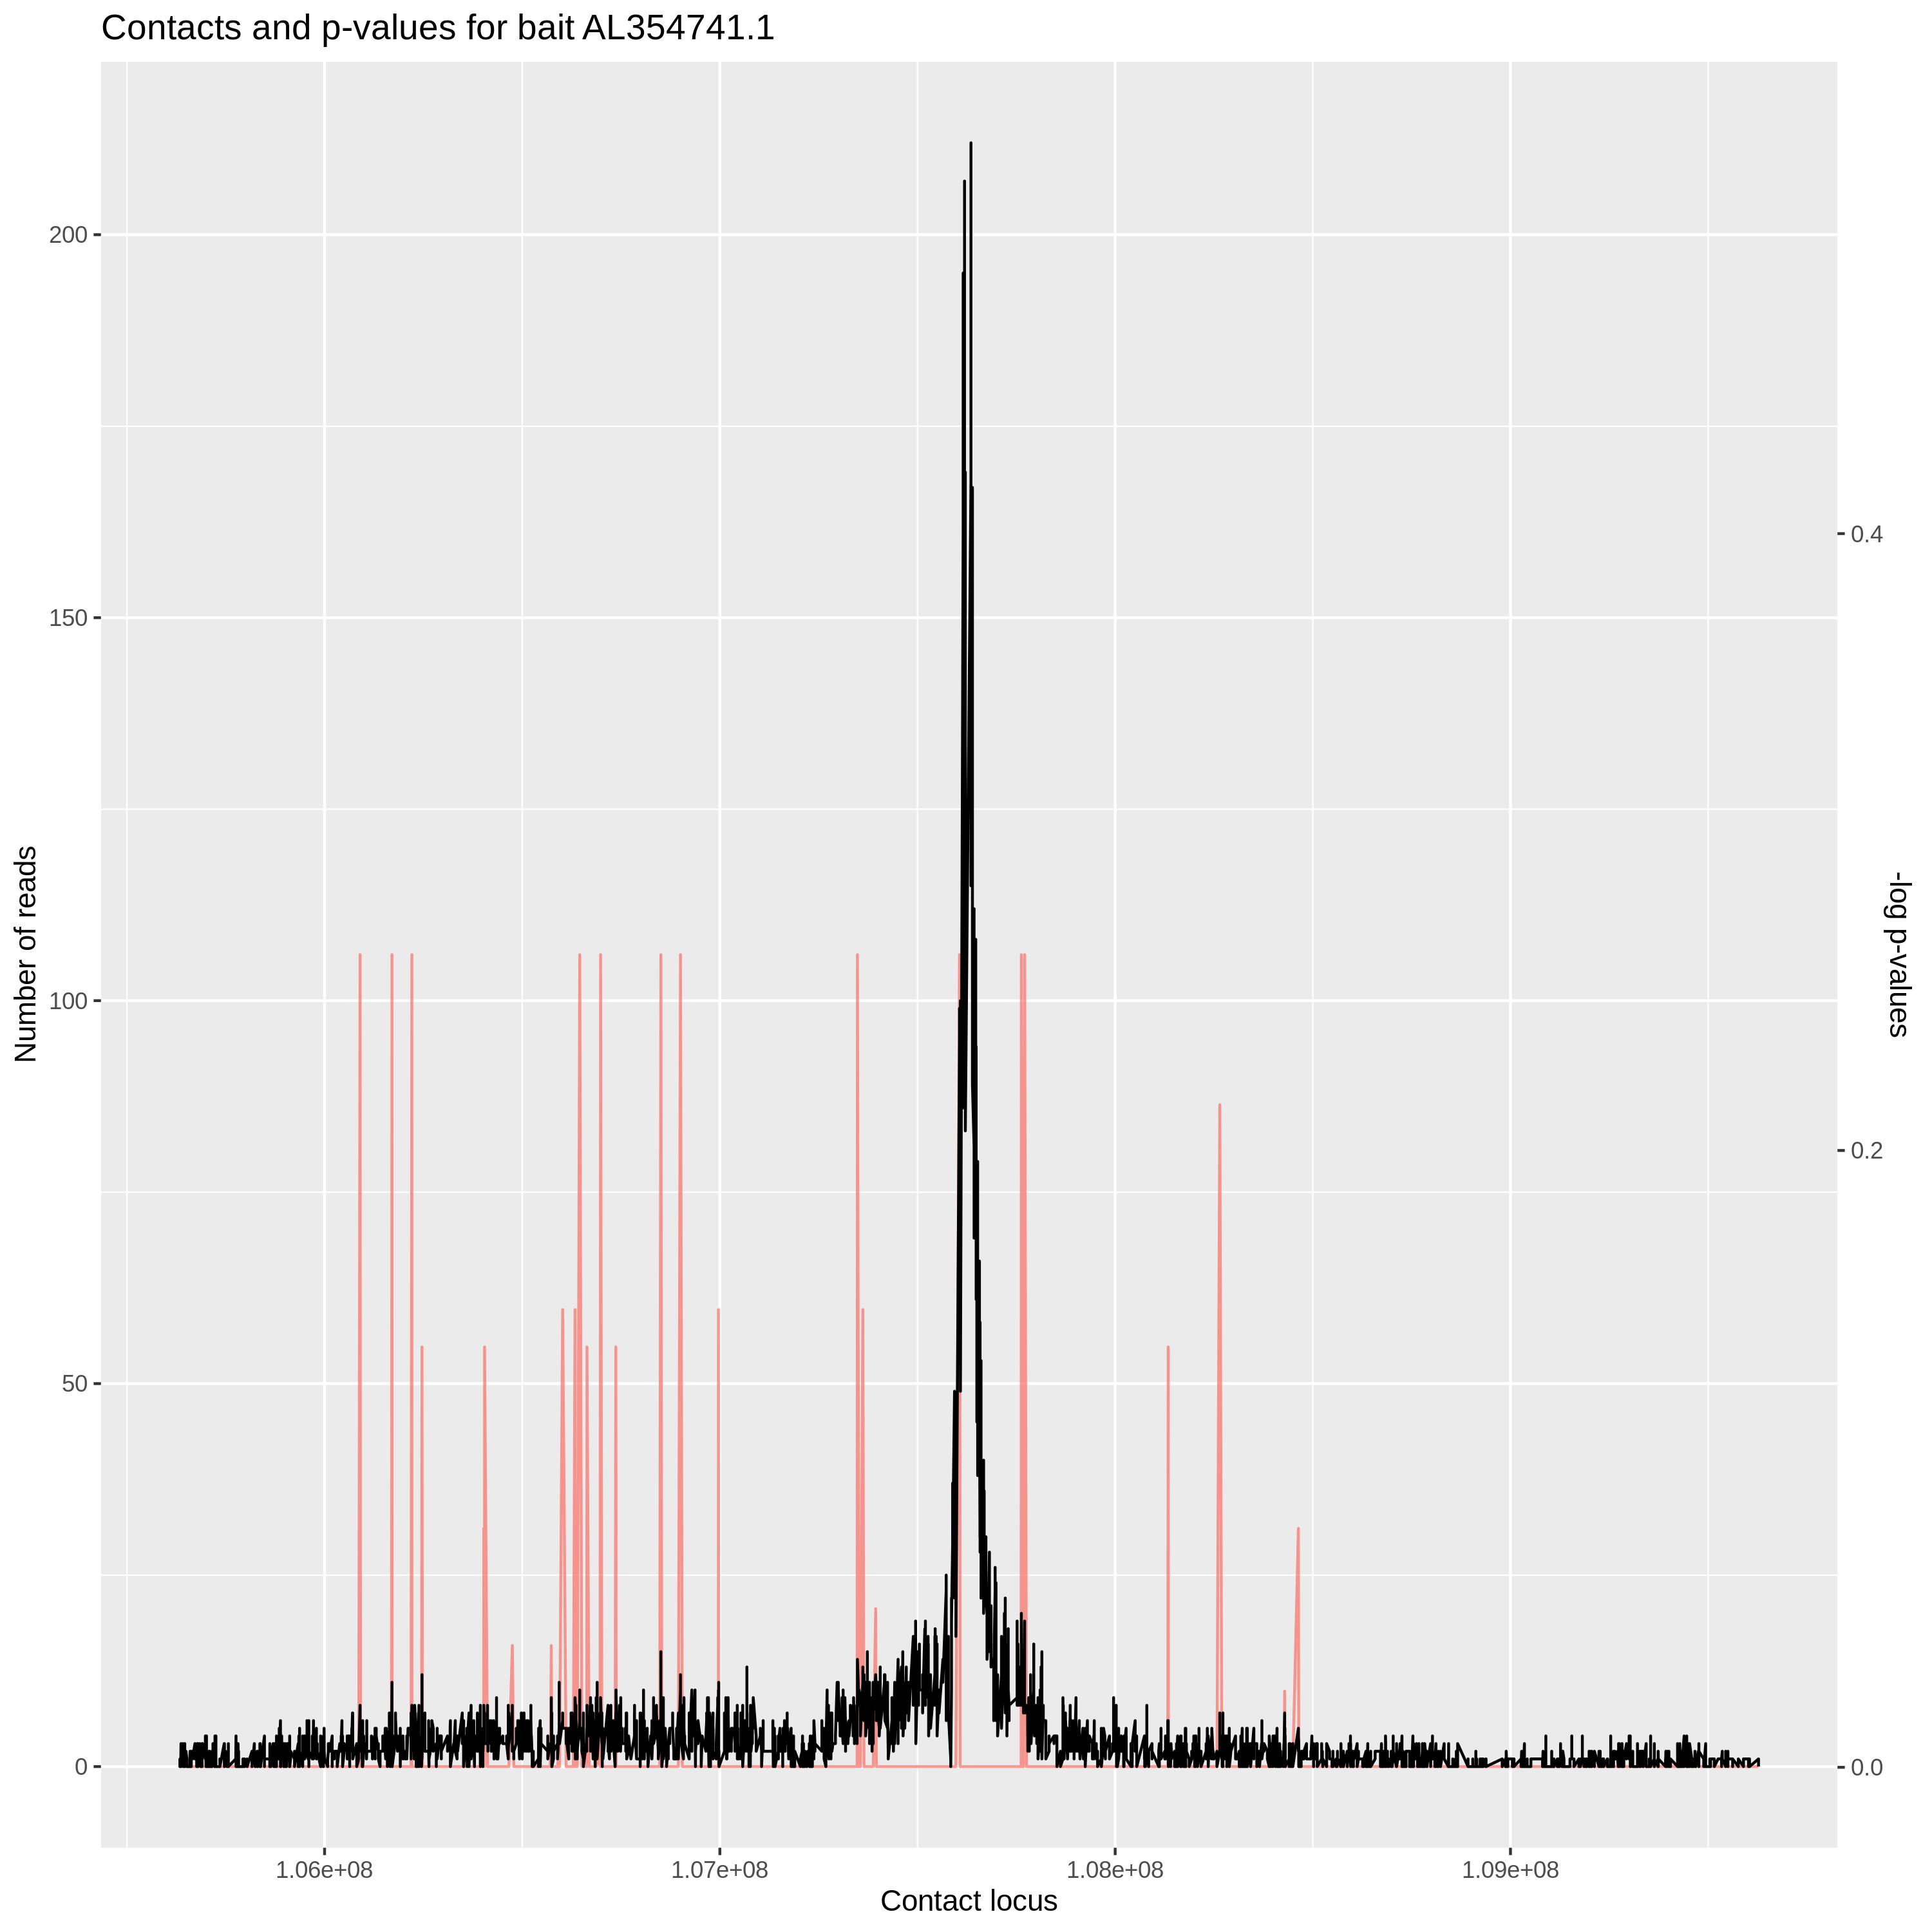 Contacts and p-values for bait AL354741.1
Number of reads
200
150
100
50
0
0.4
0.2
0.0
-log p-values
1.06e+08
1.07e+08
1.08e+08
1.09e+08
Contact locus